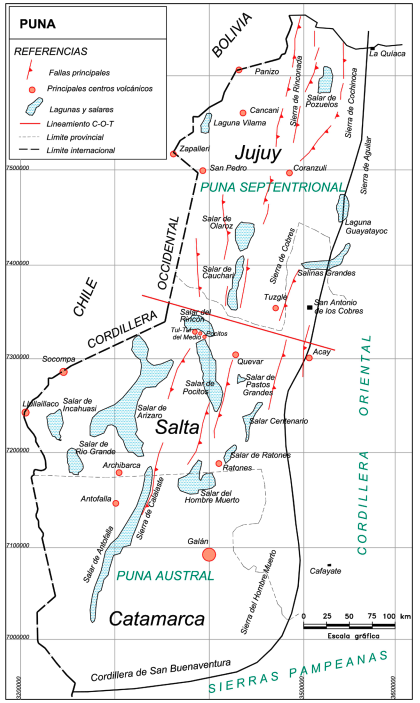 PUNA
REFERENCIAS
Fallas principales
Principales centros volcánicos
Lagunas y salares
Lineamiento C-O-T
Límite provincial
Límite internacional
BOLIVIA
La Quiaca
Panizo
Sierra de Rinconada
Salar de
Pozuelos
Sierra de Cochinoca
Cancani
Laguna Vilama
Zapalleri
Jujuy
Sierra de Aguilar
San Pedro
Coranzulí
7500000
PUNA SEPTENTRIONAL
Salar de
Olaroz
Laguna
Guayatayoc
OCCIDENTAL
Sierra de Cobres
7400000
Salar de
Cauchari
Salinas Grandes
CHILE
Tuzgle
San Antonio
de los Cobres
CORDILLERA
Salar del
Rincón
Tul-Tul
del Medio
Pocitos
7300000
Quevar
Acay
Socompa
Salar de
Pocitos
Salar de
Pastos
Grandes
ORIENTAL
Llullaillaco
Salar de
Incahuasi
Salar de
Arizaro
Salta
Salar Centenario
7200000
Salar de
Rio Grande
Archibarca
Salar de Ratones
Ratones
CORDILLERA
Sierra de Calalaste
Salar del
Hombre Muerto
Antofalla
Galán
7100000
Salar de Antofalla
PUNA AUSTRAL
Sierra del Hombre Muerto
Cafayate
Catamarca
0 25 50 75 100 km
Escala gráfica
7000000
Cordillera de San Buenaventura
SIERRAS PAMPEANAS